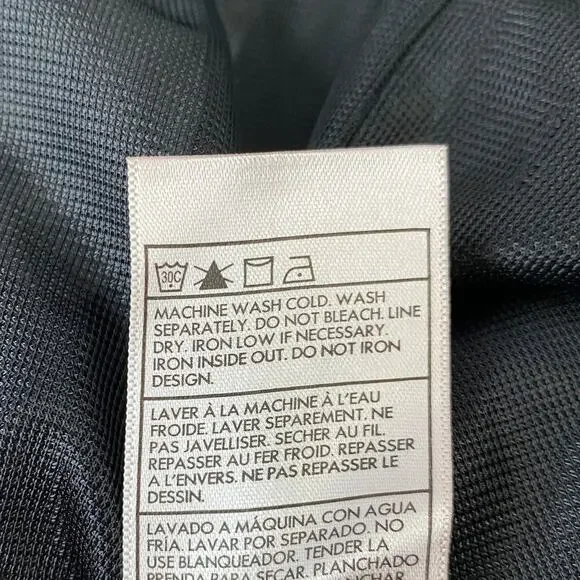 30C
MACHINE WASH COLD. WASH
SEPARATELY. DO NOT BLEACH. LINE
DRY. IRON LOW IF NECESSARY.
IRON INSIDE OUT. DO NOT IRON
DESIGN.
LAVER À LA MACHINE À L'EAU
FROIDE. LAVER SEPAREMENT. NE
PAS JAVELLISER. SECHER AU FIL.
REPASSER AU FER FROID. REPASSER
A L'ENVERS. NE PAS REPASSER LE
DESSIN.
LAVADO A MÁQUINA CON AGUA
FRÍA. LAVAR POR SEPARADO. NO
USE BLANQUEADOR. TENDER LA
PRENDA PARA SECAR. PLANCHADO